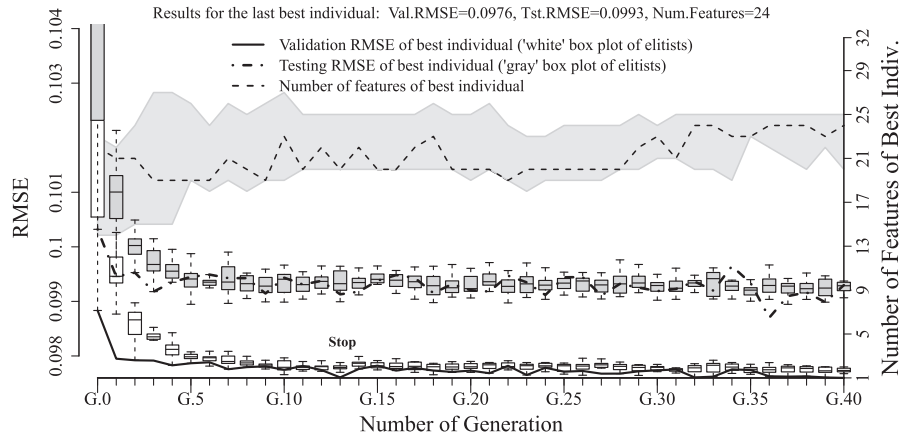 Results for the last best individual: Val.RMSE=0.0976, Tst.RMSE=0.0993, Num.Features=24
Validation RMSE of best individual ('white' box plot of elitists)
Testing RMSE of best individual ('gray' box plot of elitists)
Number of features of best individual
RMSE
0.104
0.103
0.101
0.1
0.099
0.098
Stop
32
29
25
21
17
13
9
5
1
Number of Features of Best Indiv.
G.0 G.5 G.10 G.15 G.20 G.25 G.30 G.35 G.40
Number of Generation